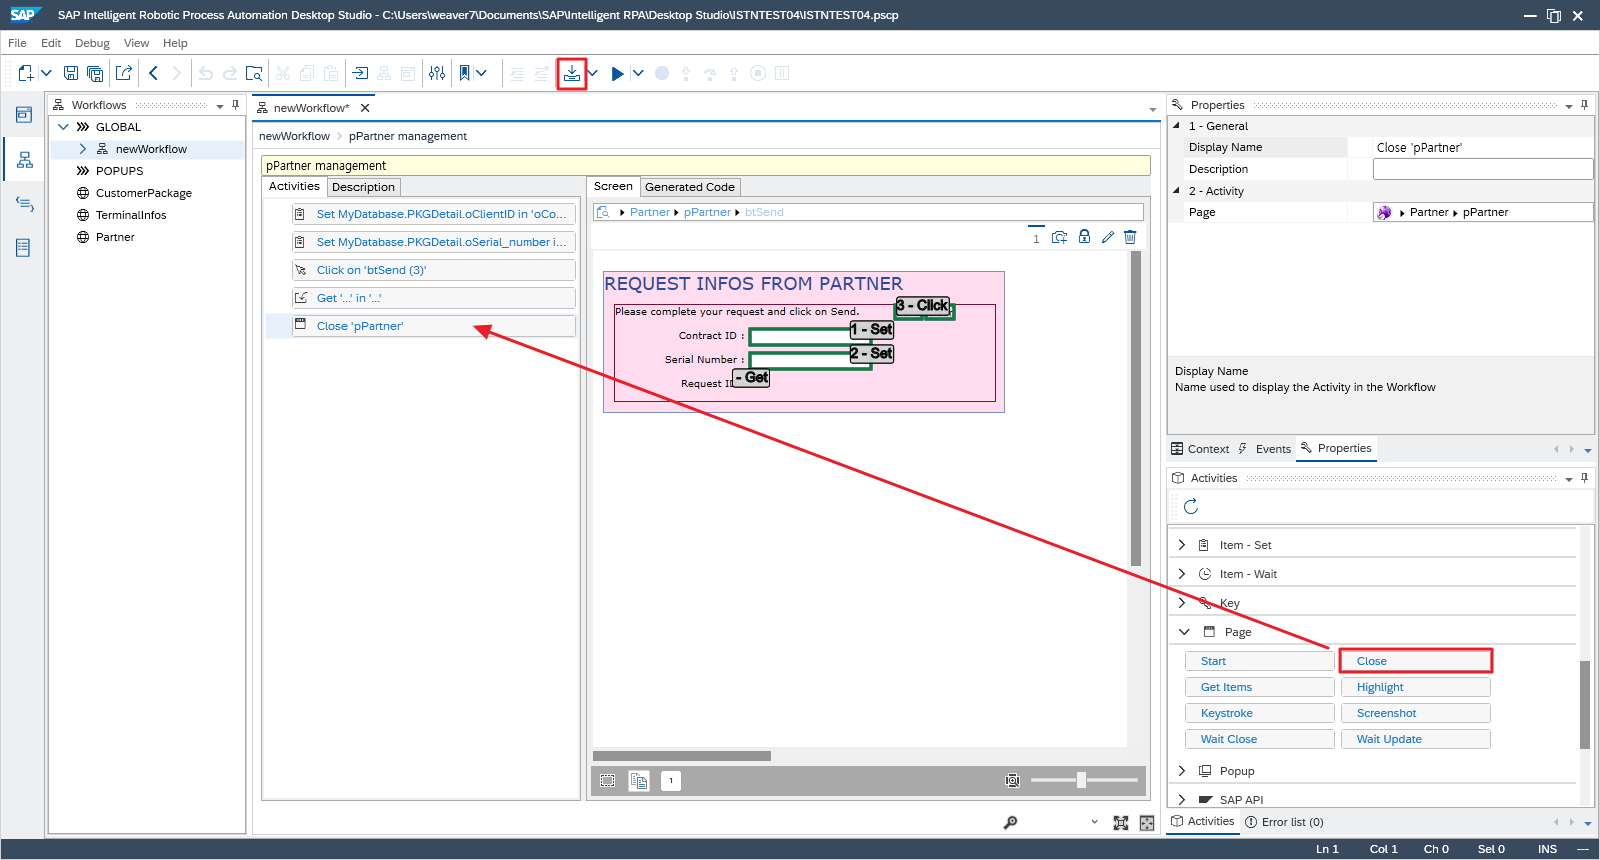 SAP SAP Intelligent Robotic Process Automation Desktop Studio - C:\Users\weaver7\Documents\SAP\Intelligent RPA\Desktop Studio\ISTNTEST04\ISTNTEST04.pscp
File Edit Debug View Help
Workflows
GLOBAL
newWorkflow
POPUPS
CustomerPackage
TerminalInfos
Partner
newWorkflow*
newWorkflow > pPartner management
pPartner management
Activities Description
Set MyDatabase.PKGDetail.oClientID in 'oCo...
Set MyDatabase.PKGDetail.oSerial_number i...
Click on 'btSend (3)'
Get '...' in '...'
Close 'pPartner'
Screen Generated Code
Partner pPartner btSend
1
REQUEST INFOS FROM PARTNER
Please complete your request and click on Send.
3 - Click
Contract ID :
1 - Set
Serial Number :
2 - Set
Request ID
- Get
1
Properties
1 - General
Display Name Close 'pPartner'
Description
2 - Activity
Page Partner pPartner
Display Name
Name used to display the Activity in the Workflow
Context Events Properties
Activities
Item - Set
Item - Wait
Key
Page
Start Close
Get Items Highlight
Keystroke Screenshot
Wait Close Wait Update
Popup
SAP API
Activities Error list (0)
Ln 1 Col 1 Ch 0 Sel 0 INS ---